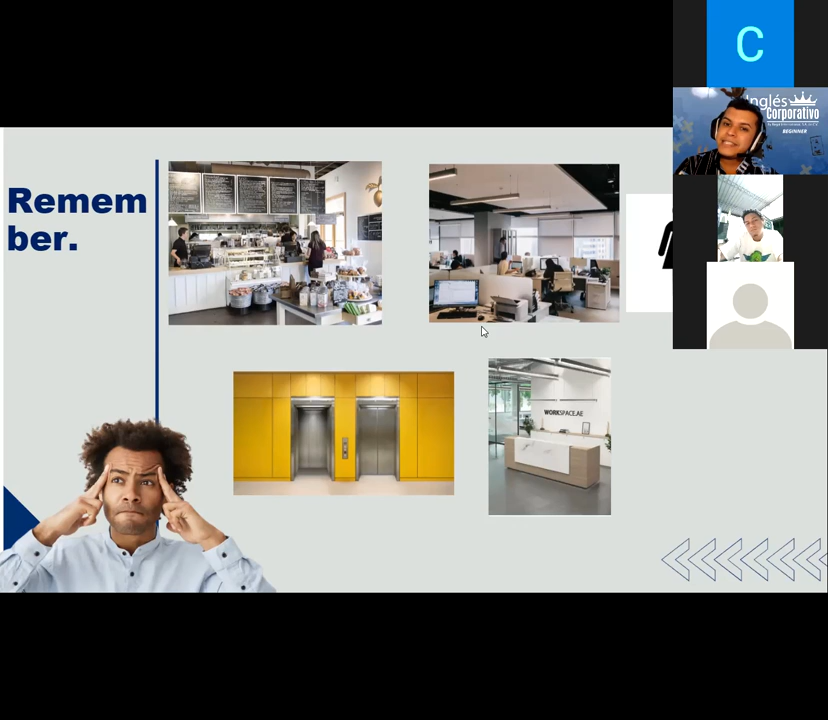 C
Inglés
Corporativo
BEGINNER
Remem
ber.
WORKSPACE.AE